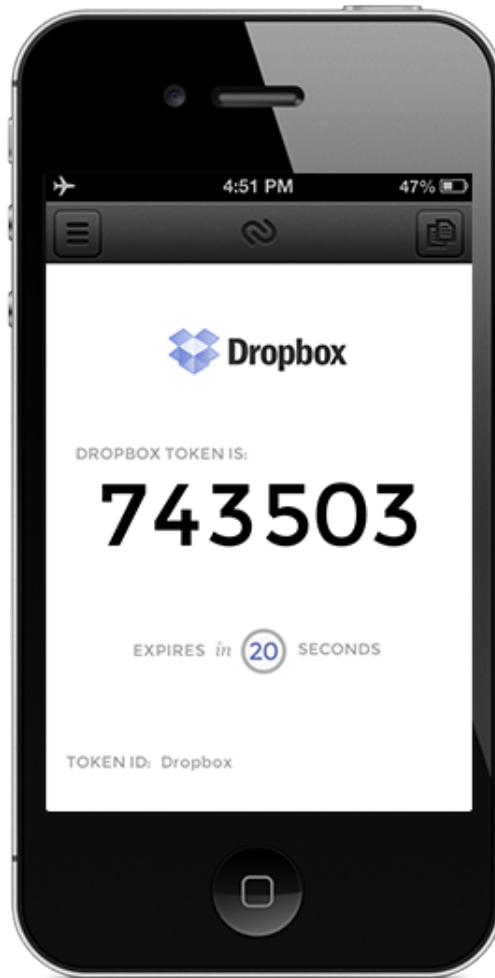 4:51 PM 47%
Dropbox
DROPBOX TOKEN IS:
743503
EXPIRES in 20 SECONDS
TOKEN ID: Dropbox